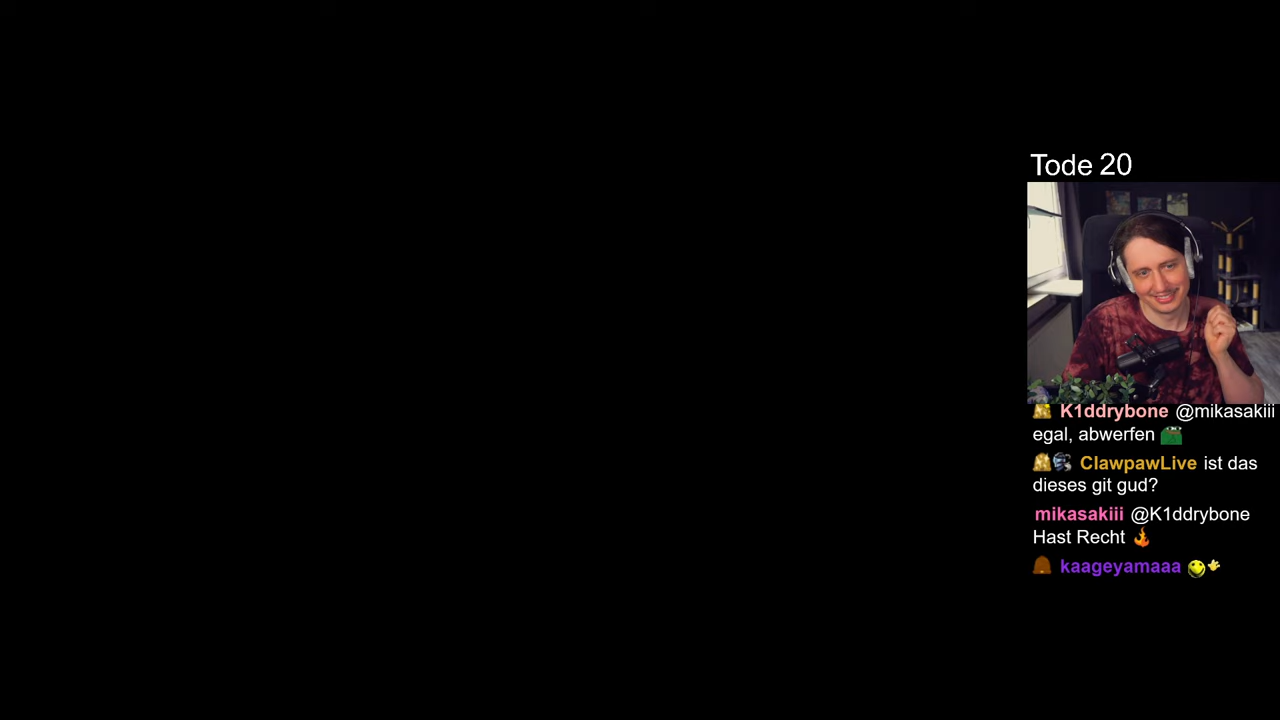 Tode 20
K1ddrybone @mikasakiii
egal, abwerfen
ClawpawLive ist das
dieses git gud?
mikasakiii @K1ddrybone
Hast Recht
kaageyamaaa